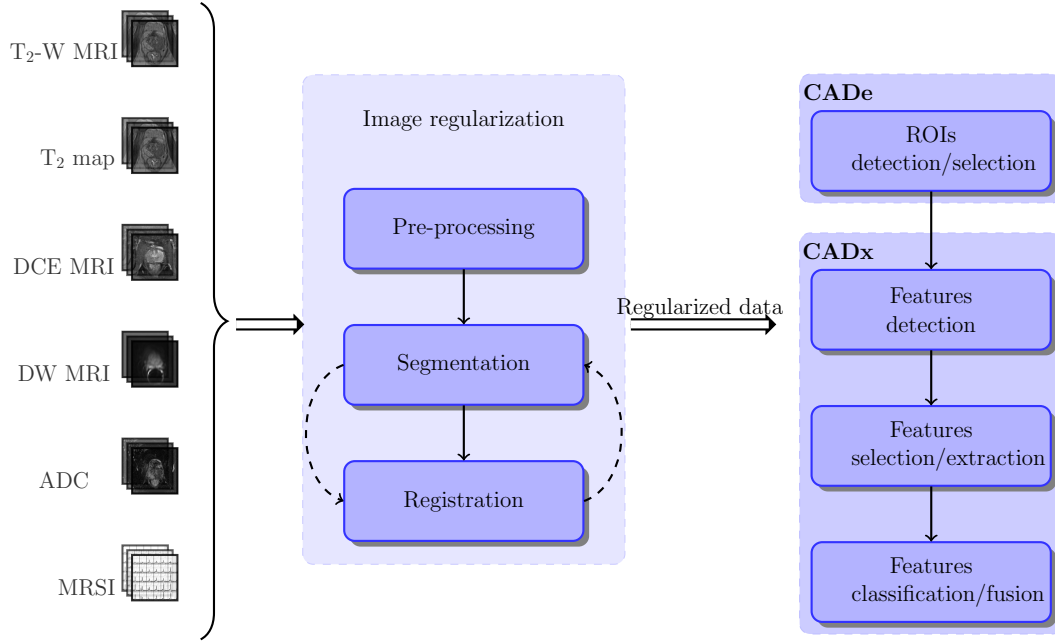 T₂-W MRI
T₂ map
DCE MRI
DW MRI
ADC
MRSI
Image regularization
Pre-processing
Segmentation
Registration
Regularized data
CADe
ROIs
detection/selection
CADx
Features
detection
Features
selection/extraction
Features
classification/fusion